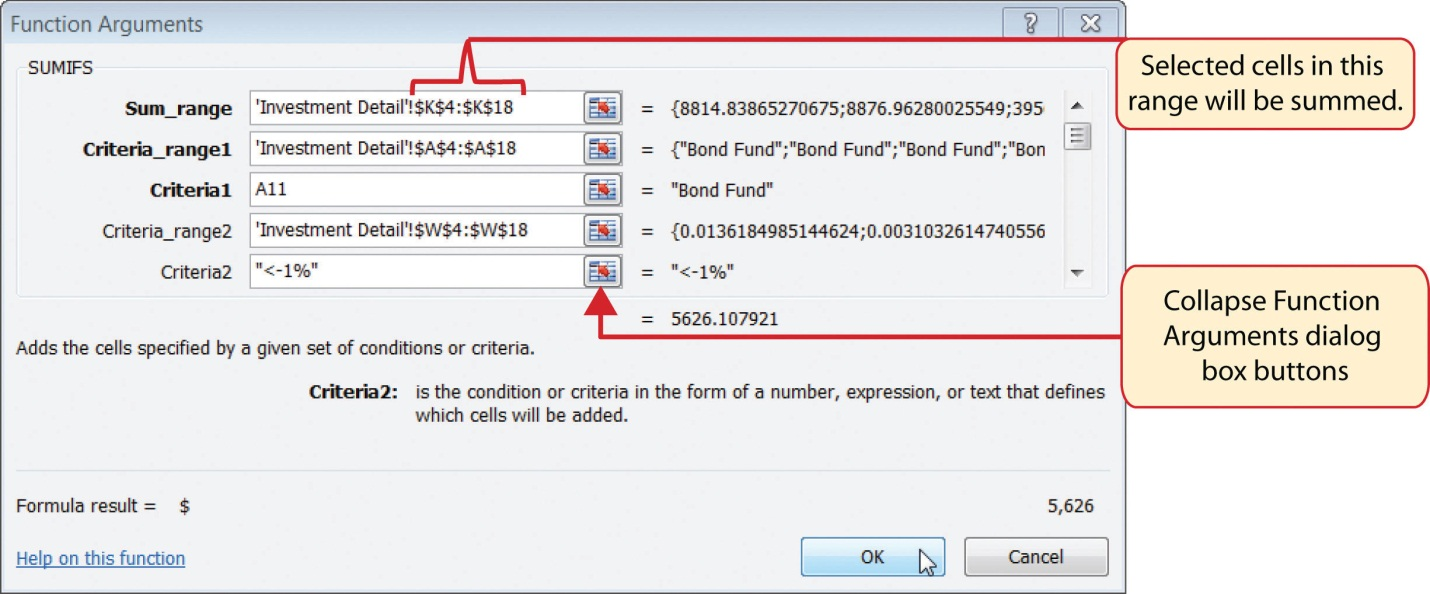 Function Arguments
?
SUMIFS
Selected cells in this
range will be summed.
Sum_range 'Investment Detail'!$K$4:$K$18 = {8814.83865270675;8876.96280025549;395
Criteria_range1 'Investment Detail'!$A$4:$A$18 = {"Bond Fund";"Bond Fund";"Bond Fund";"Bon
Criteria1 A11 = "Bond Fund"
Criteria_range2 'Investment Detail'!$W$4:$W$18 = {0.0136184985144624;0.0031032614740556
Criteria2 "<-1%" = "<-1%"
= 5626.107921
Collapse Function
Arguments dialog
box buttons
Adds the cells specified by a given set of conditions or criteria.
Criteria2: is the condition or criteria in the form of a number, expression, or text that defines
which cells will be added.
Formula result = $ 5,626
Help on this function
OK Cancel